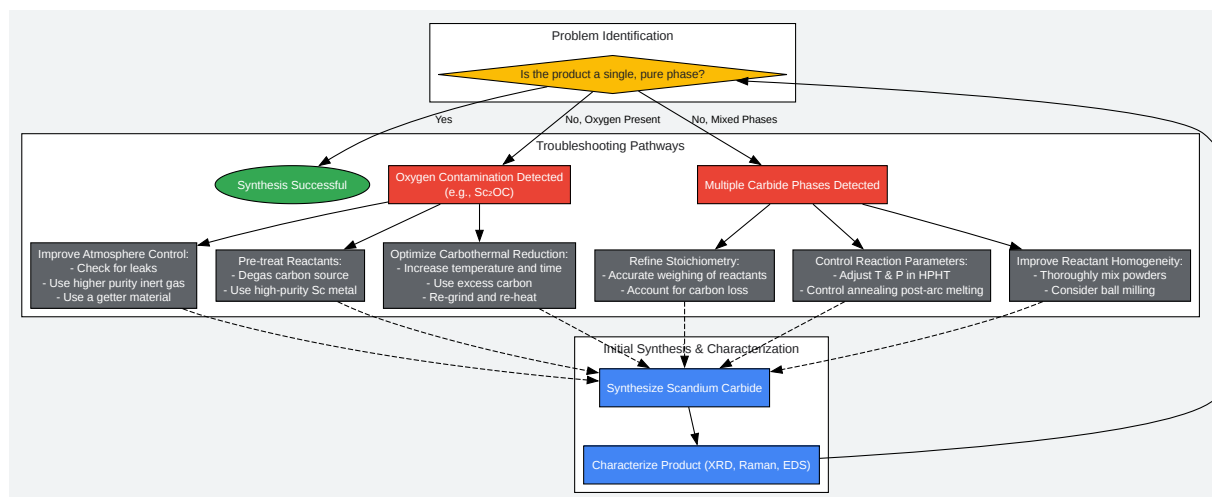 Problem Identification
Is the product a single, pure phase?
Yes
No, Oxygen Present
No, Mixed Phases
Troubleshooting Pathways
Synthesis Successful
Oxygen Contamination Detected
(e.g., Sc₂OC)
Multiple Carbide Phases Detected
Improve Atmosphere Control:
- Check for leaks
- Use higher purity inert gas
- Use a getter material
Pre-treat Reactants:
- Degas carbon source
- Use high-purity Sc metal
Optimize Carbothermal Reduction:
- Increase temperature and time
- Use excess carbon
- Re-grind and re-heat
Refine Stoichiometry:
- Accurate weighing of reactants
- Account for carbon loss
Control Reaction Parameters:
- Adjust T & P in HPHT
- Control annealing post-arc melting
Improve Reactant Homogeneity:
- Thoroughly mix powders
- Consider ball milling
Initial Synthesis & Characterization
Synthesize Scandium Carbide
Characterize Product (XRD, Raman, EDS)